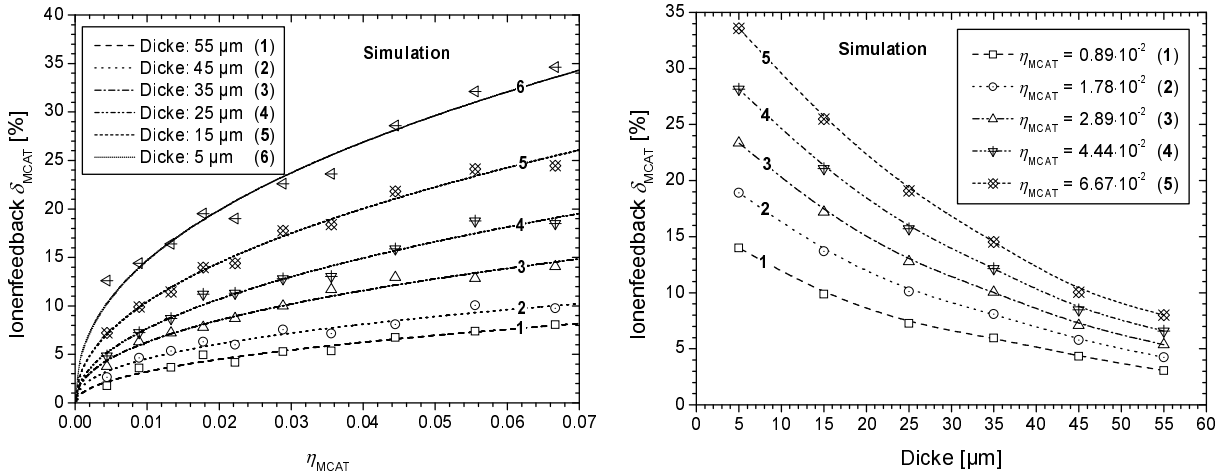 40
35
30
25
20
15
10
5
0
Ionenfeedback δMCAT [%]
Dicke: 55 µm (1)
Dicke: 45 µm (2)
Dicke: 35 µm (3)
Dicke: 25 µm (4)
Dicke: 15 µm (5)
Dicke: 5 µm (6)
Simulation
6
5
4
3
2
1
0.00 0.01 0.02 0.03 0.04 0.05 0.06 0.07
ηMCAT
35
30
25
20
15
10
5
0
Ionenfeedback δMCAT [%]
Simulation
ηMCAT = 0.89·10-2 (1)
ηMCAT = 1.78·10-2 (2)
ηMCAT = 2.89·10-2 (3)
ηMCAT = 4.44·10-2 (4)
ηMCAT = 6.67·10-2 (5)
5
4
3
2
1
0 5 10 15 20 25 30 35 40 45 50 55 60
Dicke [µm]